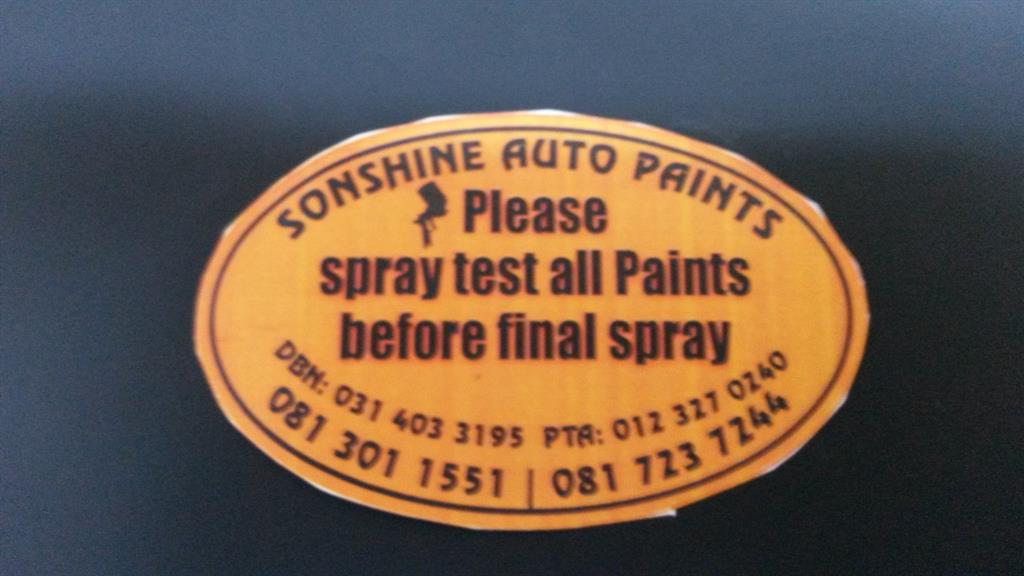 SONSHINE AUTO PAINTS
Please
spray test all Paints
before final spray
DBN: 031 403 3195 PTA: 012 327 0240
081 301 1551 | 081 723 7244